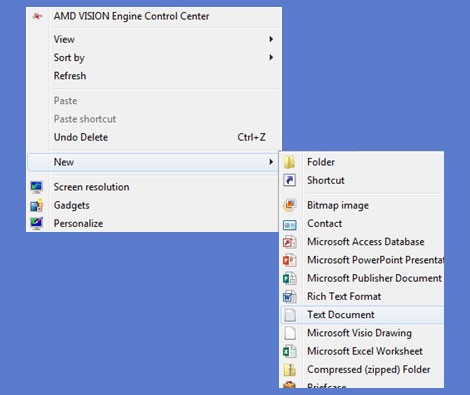 AMD VISION Engine Control Center
View
Sort by
Refresh
Paste
Paste shortcut
Undo Delete Ctrl+Z
New
Screen resolution
Gadgets
Personalize
Folder
Shortcut
Bitmap image
Contact
Microsoft Access Database
Microsoft PowerPoint Presentat
Microsoft Publisher Document
Rich Text Format
Text Document
Microsoft Visio Drawing
Microsoft Excel Worksheet
Compressed (zipped) Folder
Briefcase